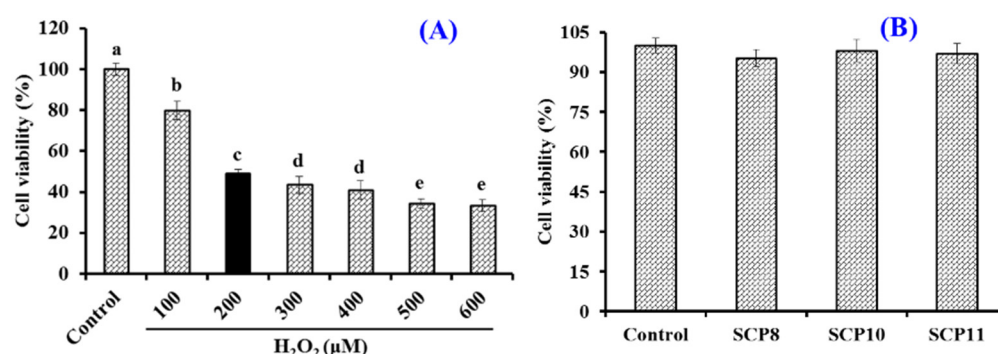 (A)
Cell viability (%)
120
100
80
60
40
20
0
a
b
c
d
d
e
e
Control
100
200
300
400
500
600
H₂O₂ (µM)
(B)
Cell viability (%)
105
90
75
60
45
30
15
0
Control
SCP8
SCP10
SCP11